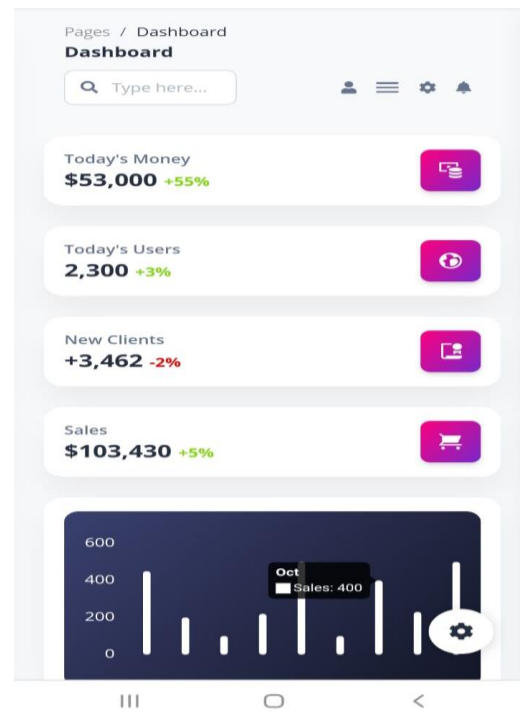 Pages / Dashboard
Dashboard
Type here...
Today's Money
$53,000 +55%
Today's Users
2,300 +3%
New Clients
+3,462 -2%
Sales
$103,430 +5%
600
400
200
0
Oct
Sales: 400